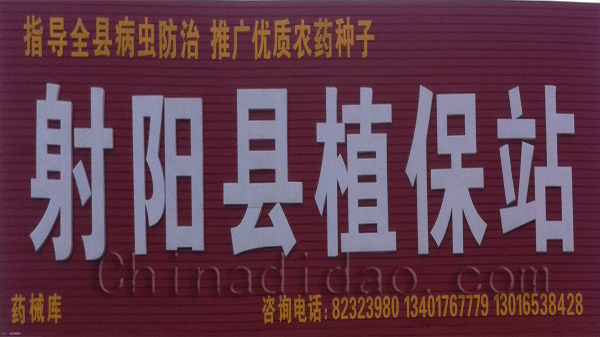 指导全县病虫防治 推广优质农药种子
射阳县植保站
Chinadidao.com
药械库
咨询电话:82323980 13401767779 13016538428